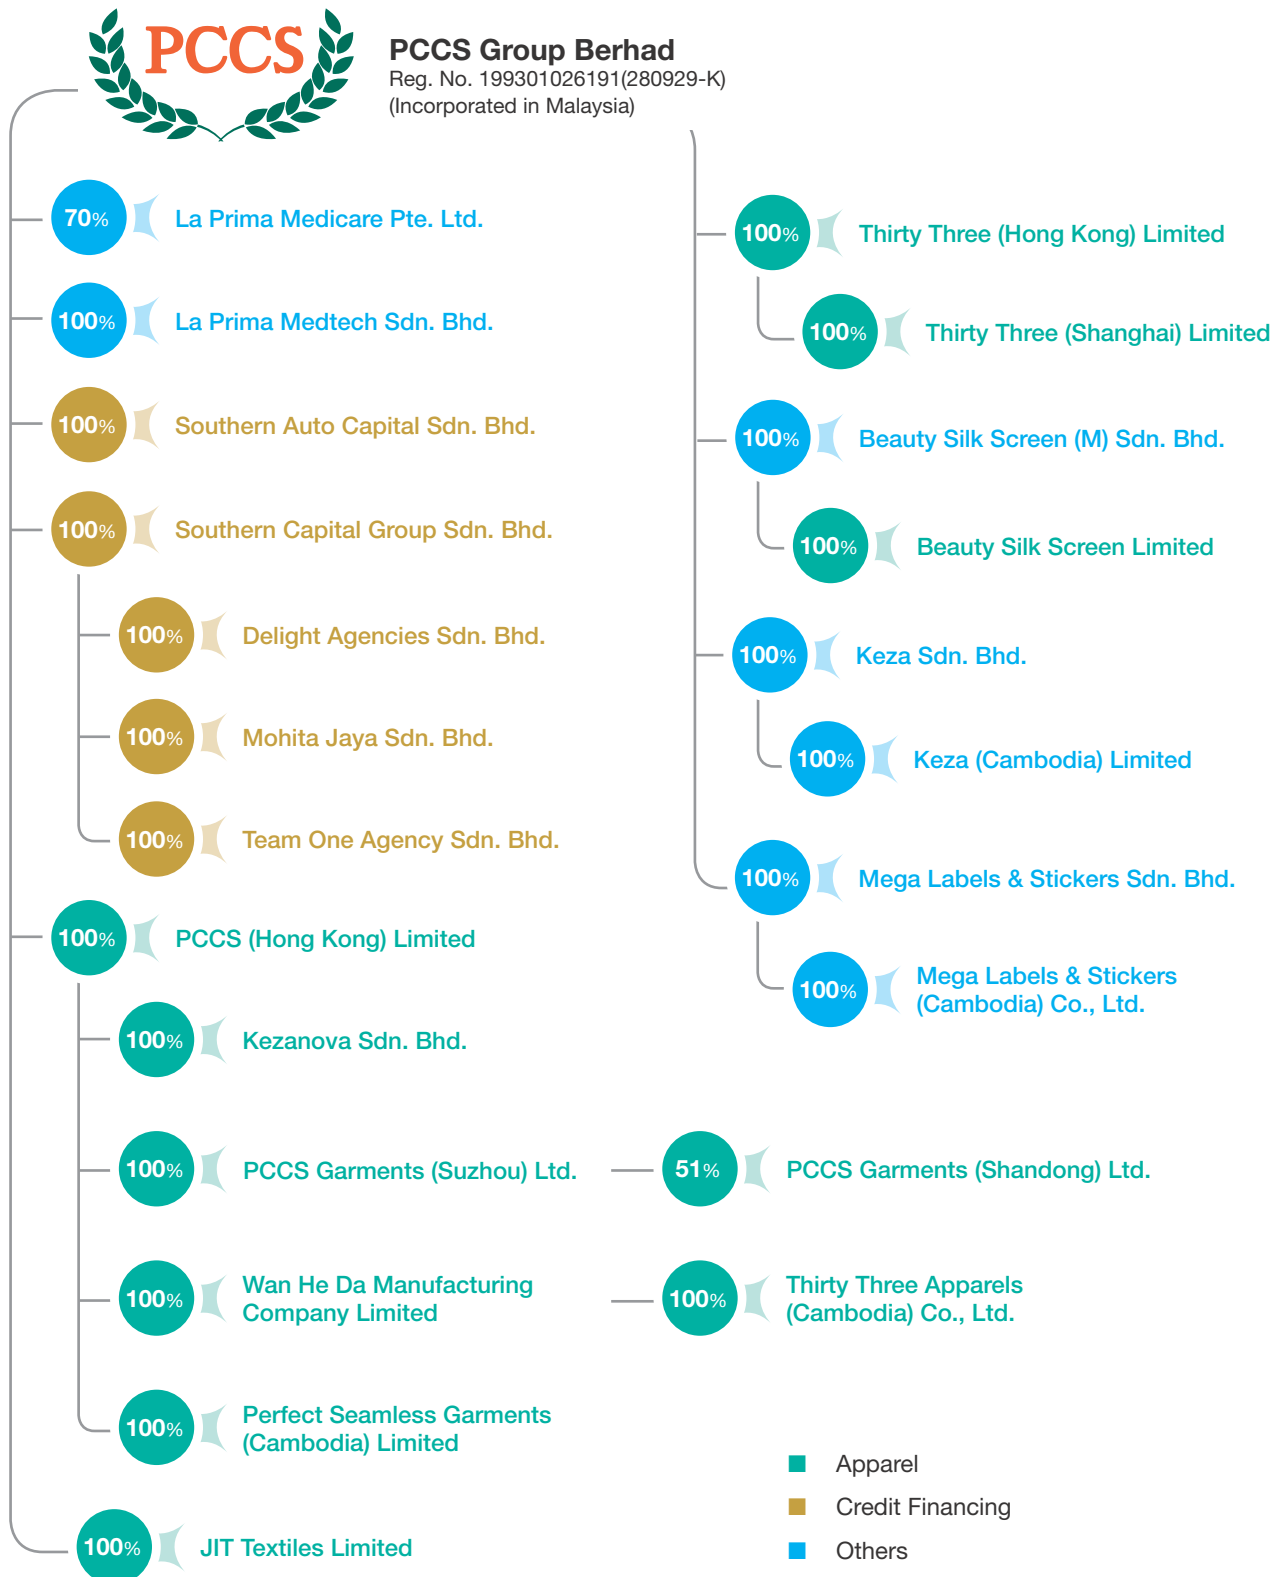 PCCS
PCCS Group Berhad
Reg. No. 199301026191(280929-K)
(Incorporated in Malaysia)
70% La Prima Medicare Pte. Ltd.
100% La Prima Medtech Sdn. Bhd.
100% Southern Auto Capital Sdn. Bhd.
100% Southern Capital Group Sdn. Bhd.
100% Delight Agencies Sdn. Bhd.
100% Mohita Jaya Sdn. Bhd.
100% Team One Agency Sdn. Bhd.
100% PCCS (Hong Kong) Limited
100% Kezanova Sdn. Bhd.
100% PCCS Garments (Suzhou) Ltd.
51% PCCS Garments (Shandong) Ltd.
100% Wan He Da Manufacturing
Company Limited
100% Thirty Three Apparels
(Cambodia) Co., Ltd.
100% Perfect Seamless Garments
(Cambodia) Limited
100% JIT Textiles Limited
100% Thirty Three (Hong Kong) Limited
100% Thirty Three (Shanghai) Limited
100% Beauty Silk Screen (M) Sdn. Bhd.
100% Beauty Silk Screen Limited
100% Keza Sdn. Bhd.
100% Keza (Cambodia) Limited
100% Mega Labels & Stickers Sdn. Bhd.
100% Mega Labels & Stickers
(Cambodia) Co., Ltd.
Apparel
Credit Financing
Others